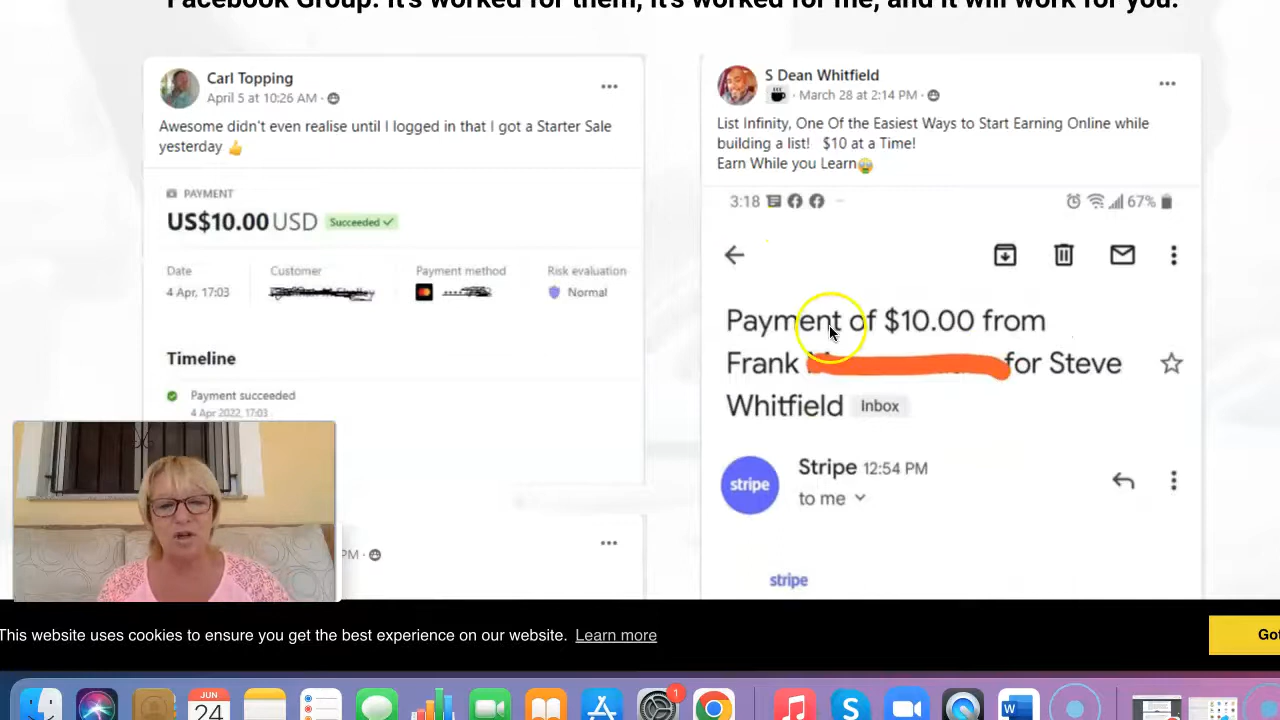 Facebook Group. It's worked for them, it's worked for me, and it will work for you.
Carl Topping
April 5 at 10:26 AM ·
Awesome didn't even realise until I logged in that I got a Starter Sale
yesterday
PAYMENT
US$10.00 USD Succeeded
Date Customer Payment method Risk evaluation
4 Apr, 17:03 Normal
Timeline
Payment succeeded
4 Apr 2022, 17:03
PM ·
S Dean Whitfield
· March 28 at 2:14 PM ·
List Infinity, One Of the Easiest Ways to Start Earning Online while
building a list! $10 at a Time!
Earn While you Learn
3:18 67%
Payment of $10.00 from
Frank for Steve
Whitfield Inbox
stripe
Stripe 12:54 PM
to me
stripe
This website uses cookies to ensure you get the best experience on our website. Learn more
Got
JUN
24
1